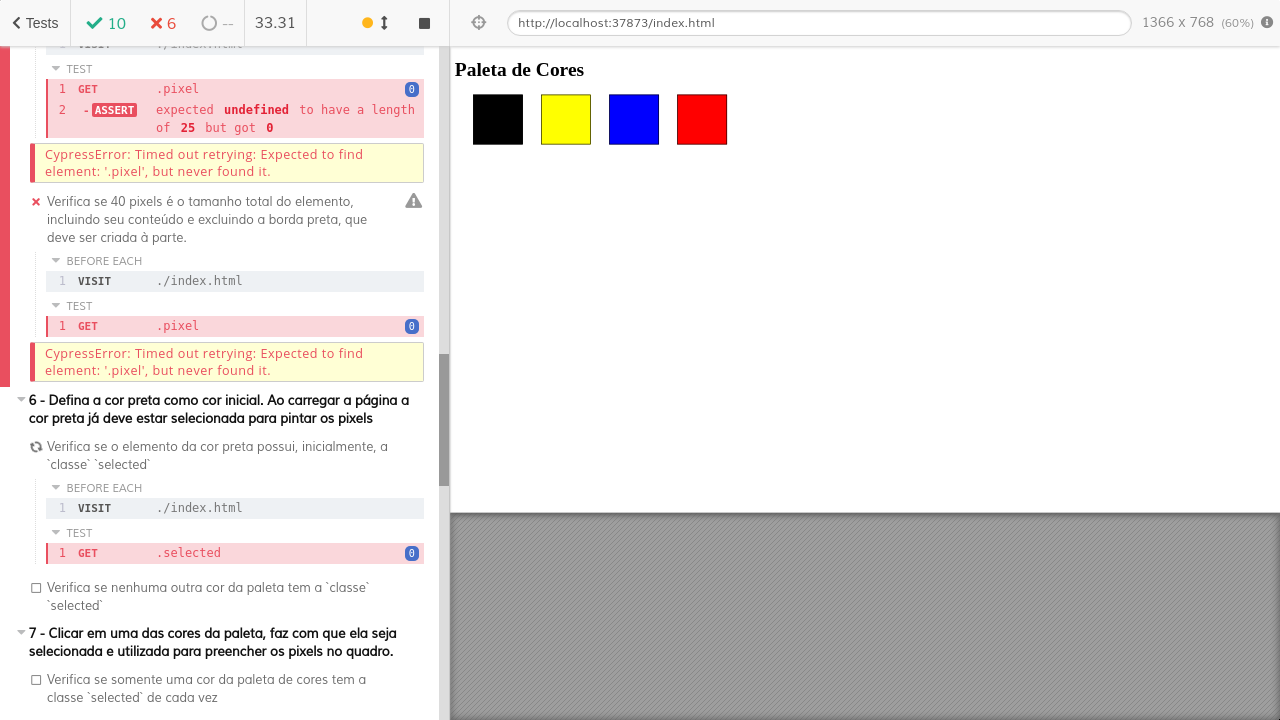 Tests
10
6
--
33.31
http://localhost:37873/index.html
1366 x 768 (60%)
TEST
1 GET .pixel 0
2 - ASSERT expected undefined to have a length
of 25 but got 0
CypressError: Timed out retrying: Expected to find
element: '.pixel', but never found it.
Verifica se 40 pixels é o tamanho total do elemento,
incluindo seu conteúdo e excluindo a borda preta, que
deve ser criada à parte.
BEFORE EACH
1 VISIT ./index.html
TEST
1 GET .pixel 0
CypressError: Timed out retrying: Expected to find
element: '.pixel', but never found it.
6 - Defina a cor preta como cor inicial. Ao carregar a página a
cor preta já deve estar selecionada para pintar os pixels
Verifica se o elemento da cor preta possui, inicialmente, a
`classe` `selected`
BEFORE EACH
1 VISIT ./index.html
TEST
1 GET .selected 0
Verifica se nenhuma outra cor da paleta tem a `classe`
`selected`
7 - Clicar em uma das cores da paleta, faz com que ela seja
selecionada e utilizada para preencher os pixels no quadro.
Verifica se somente uma cor da paleta de cores tem a
classe `selected` de cada vez
Paleta de Cores